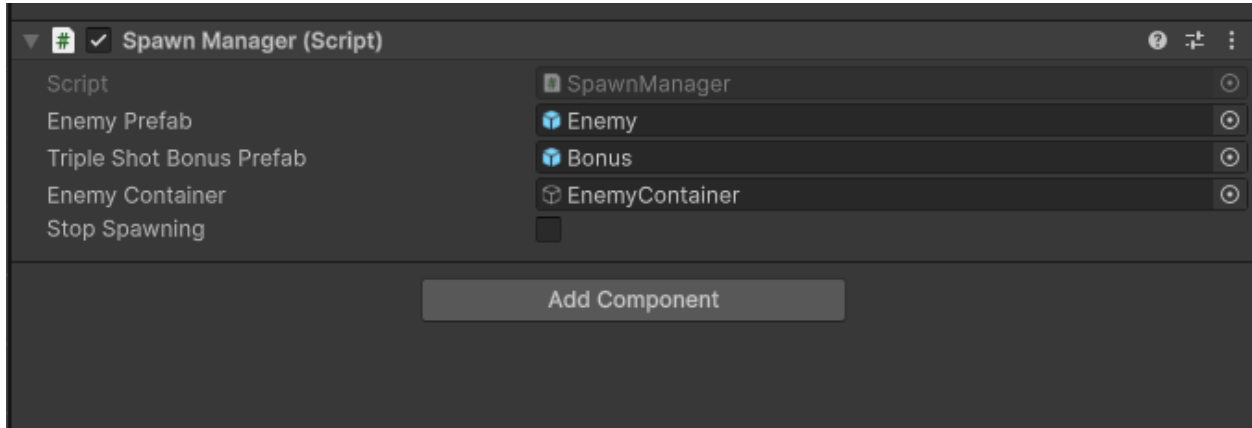 # Spawn Manager (Script)
Script # SpawnManager
Enemy Prefab Enemy
Triple Shot Bonus Prefab Bonus
Enemy Container EnemyContainer
Stop Spawning
Add Component